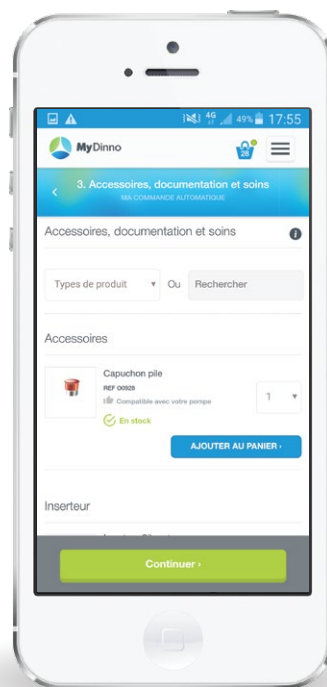 4G 49% 17:55
MyDinno
28
3. Accessoires, documentation et soins
MA COMMANDE AUTOMATIQUE
Accessoires, documentation et soins
Types de produit Ou Rechercher
Accessoires
Capuchon pile
REF 00928
Compatible avec votre pompe
1
En stock
AJOUTER AU PANIER ›
Inserteur
Continuer ›